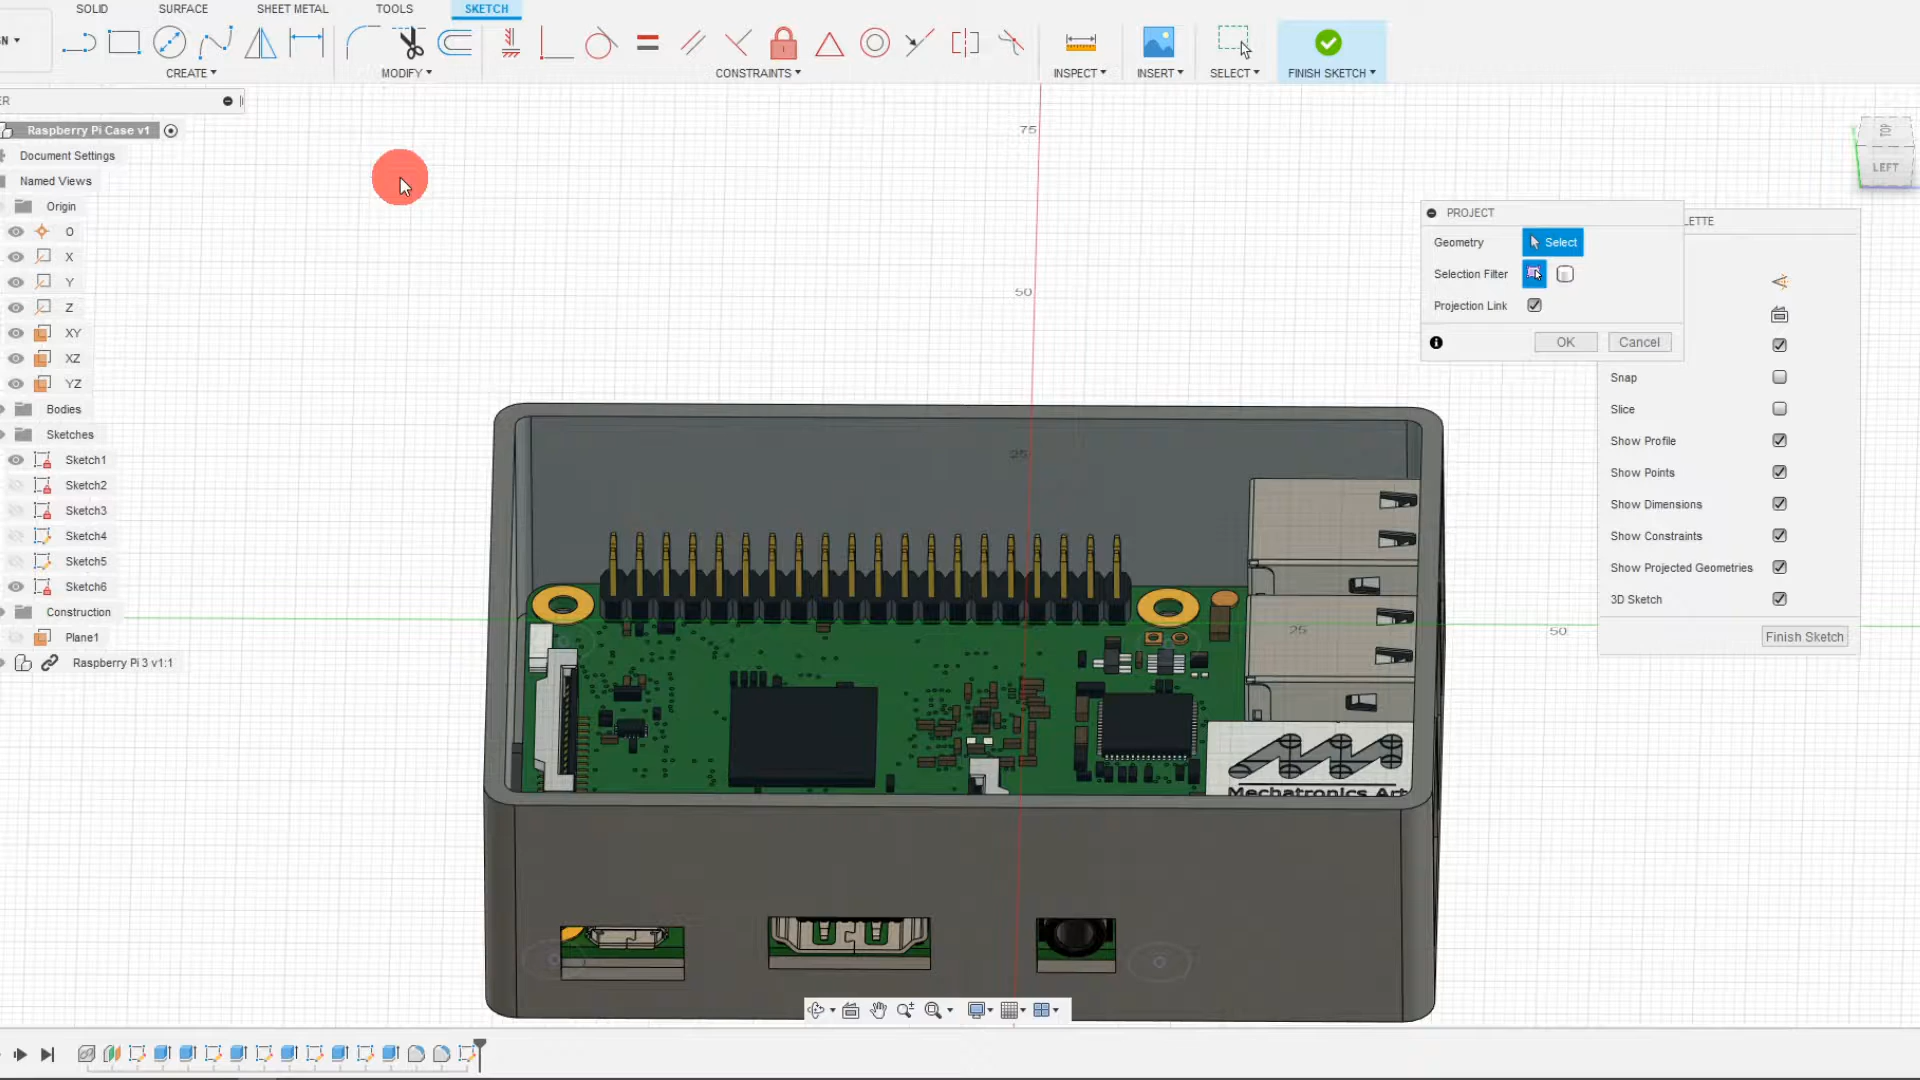 SOLID
SURFACE
SHEET METAL
TOOLS
SKETCH
CREATE
MODIFY
CONSTRAINTS
INSPECT
INSERT
SELECT
FINISH SKETCH
ER
Raspberry Pi Case v1
Document Settings
Named Views
Origin
O
X
Y
Z
XY
XZ
YZ
Bodies
Sketches
Sketch1
Sketch2
Sketch3
Sketch4
Sketch5
Sketch6
Construction
Plane1
Raspberry Pi 3 v1:1
75
50
25
25
50
Mechatronics Art
TOP
LEFT
PROJECT
Geometry
Select
Selection Filter
Projection Link
OK
Cancel
LETTE
Snap
Slice
Show Profile
Show Points
Show Dimensions
Show Constraints
Show Projected Geometries
3D Sketch
Finish Sketch